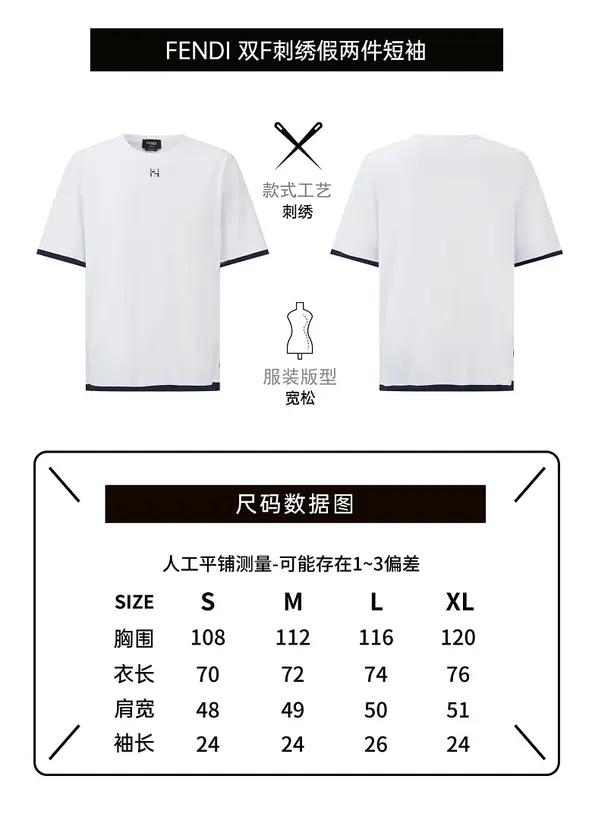 FENDI 双F刺绣假两件短袖
FENDI
款式工艺
刺绣
服装版型
宽松
尺码数据图
人工平铺测量-可能存在1~3偏差
SIZE S M L XL
胸围 108 112 116 120
衣长 70 72 74 76
肩宽 48 49 50 51
袖长 24 24 26 24